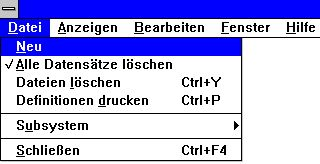 Datei Anzeigen Bearbeiten Fenster Hilfe
Neu
✓Alle Datensätze löschen
Dateien löschen Ctrl+Y
Definitionen drucken Ctrl+P
Subsystem
Schließen Ctrl+F4